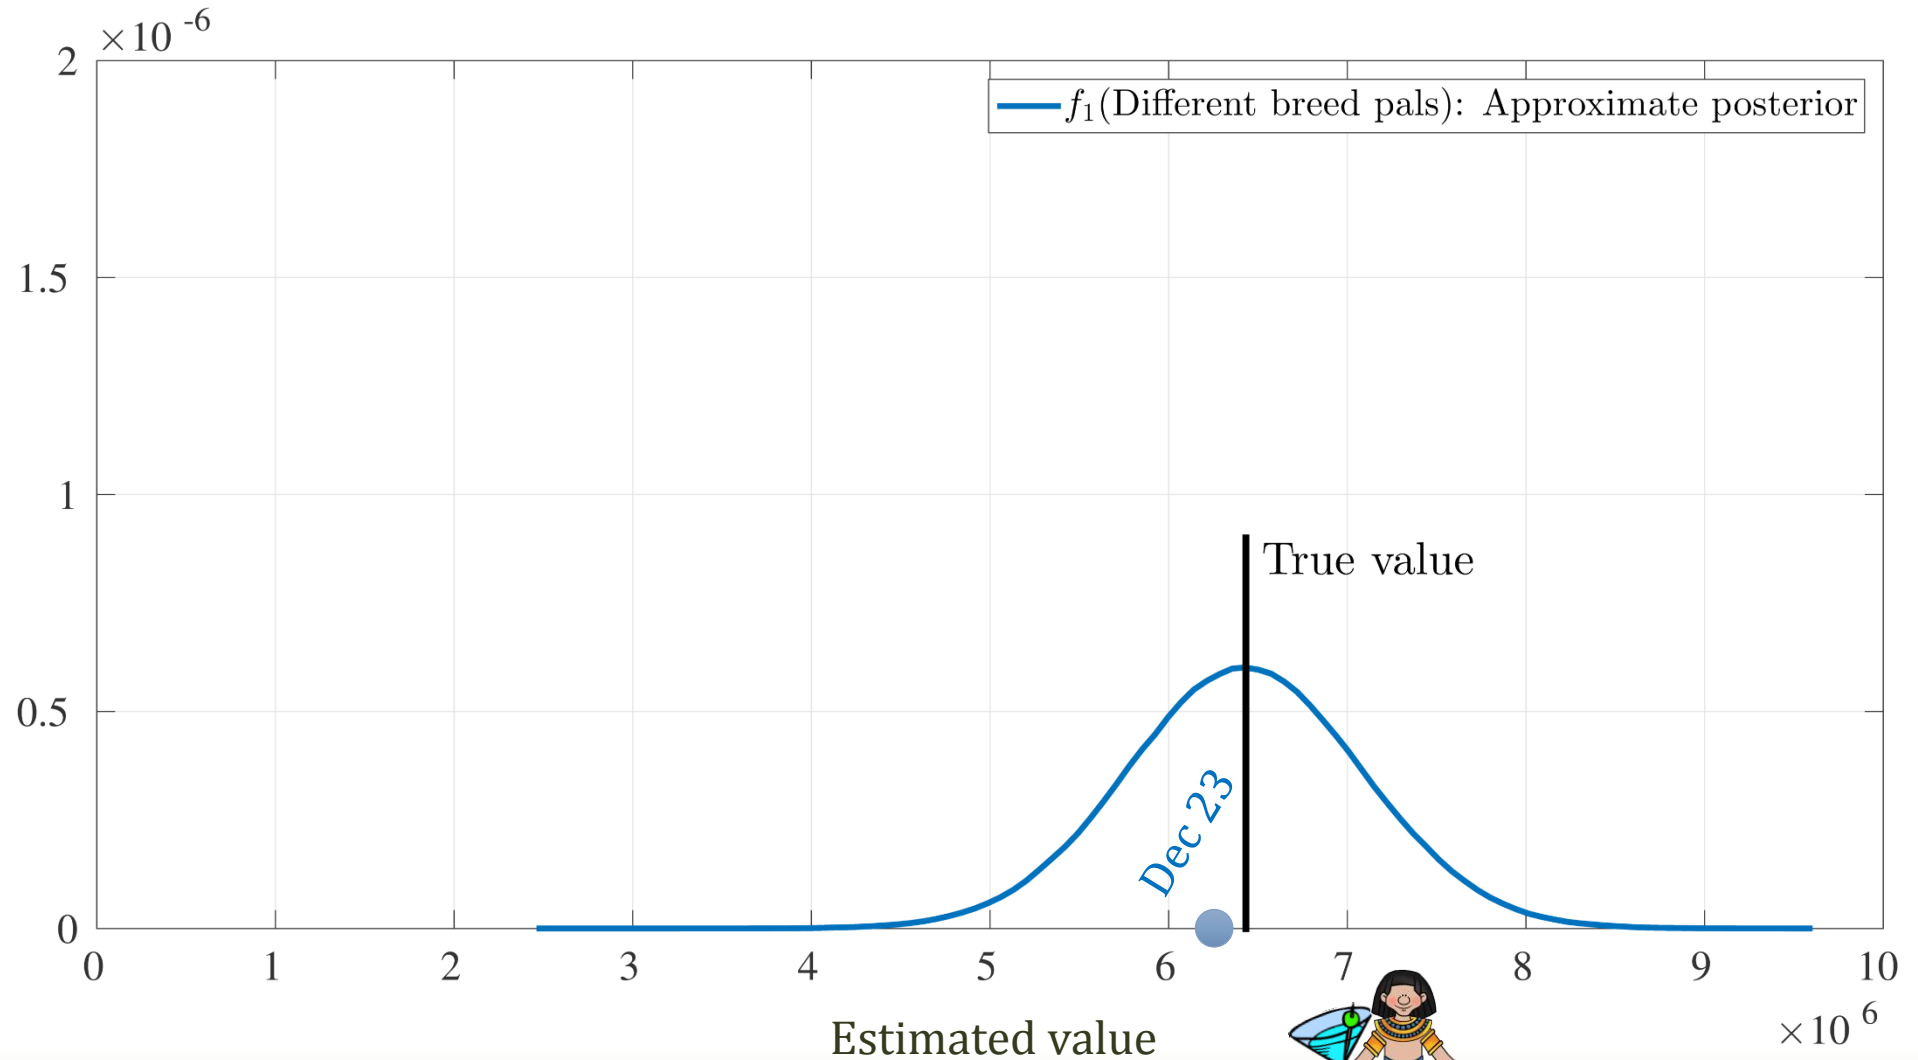 ×10 -6
2
f₁(Different breed pals): Approximate posterior
1.5
1
True value
0.5
Dec 23
0
0 1 2 3 4 5 6 7 8 9 10
Estimated value
×10 6